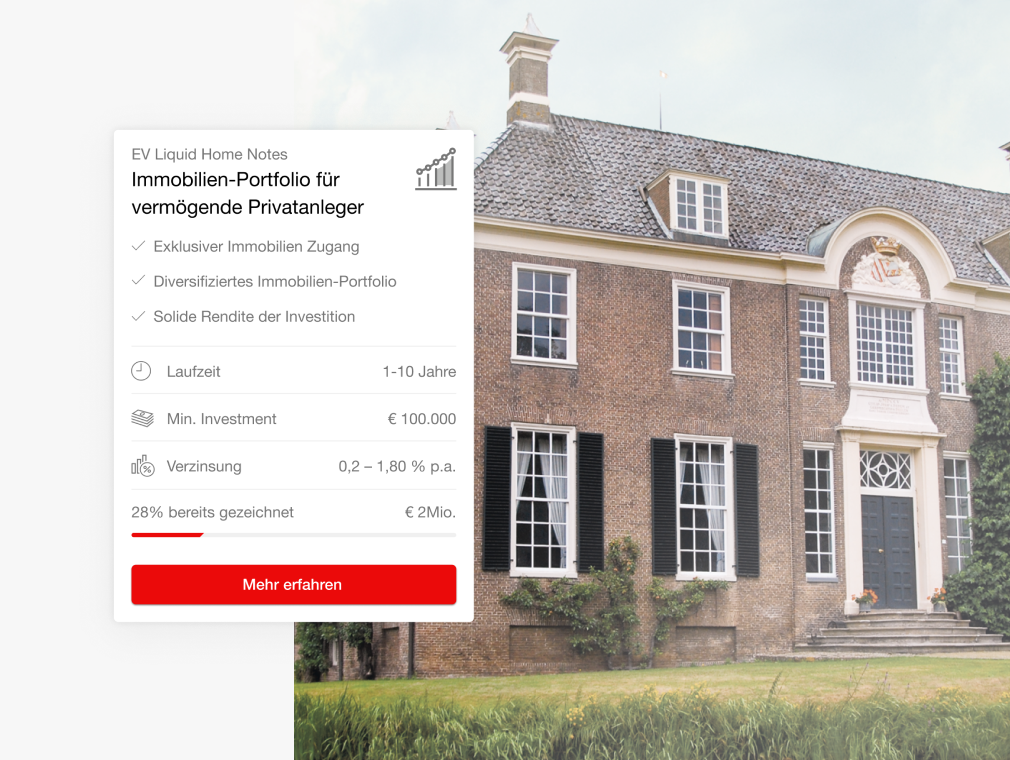 EV Liquid Home Notes
Immobilien-Portfolio für
vermögende Privatanleger
Exklusiver Immobilien Zugang
Diversifiziertes Immobilien-Portfolio
Solide Rendite der Investition
Laufzeit 1-10 Jahre
Min. Investment € 100.000
Verzinsung 0,2 – 1,80 % p.a.
28% bereits gezeichnet € 2Mio.
Mehr erfahren